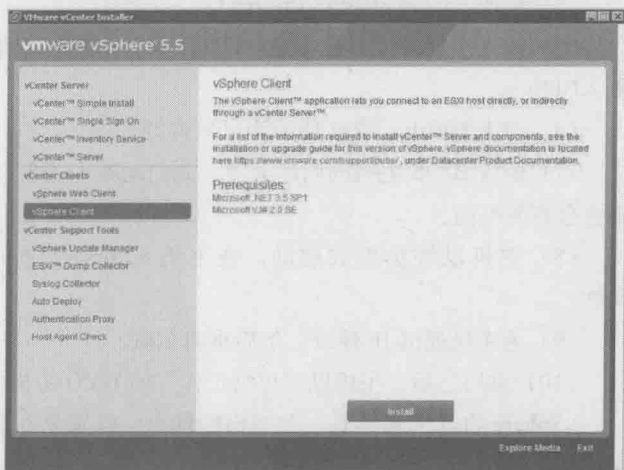 VMware vCenter Installer
vmware vSphere 5.5
vCenter Server
vCenter™ Simple Install
vCenter™ Single Sign On
vCenter™ Inventory Service
vCenter™ Server
vCenter Clients
vSphere Web Client
vSphere Client
vCenter Support Tools
vSphere Update Manager
ESXi™ Dump Collector
Syslog Collector
Auto Deploy
Authentication Proxy
Host Agent Check
vSphere Client
The vSphere Client™ application lets you connect to an ESXi host directly, or indirectly
through a vCenter Server™.
For a list of the information required to install vCenter™ Server and components, see the
installation or upgrade guide for this version of vSphere. vSphere documentation is located
here https://www.vmware.com/support/pubs/ , under Datacenter Product Documentation.
Prerequisites:
Microsoft .NET 3.5 SP1
Microsoft VJ# 2.0 SE
Install
Explore Media Exit